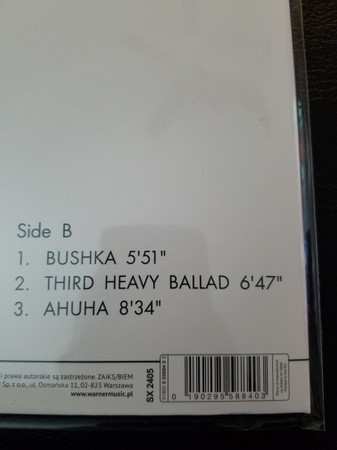 Side B
1. BUSHKA 5'51"
2. THIRD HEAVY BALLAD 6'47"
3. AHUHA 8'34"
i prawa autorskie są zastrzeżone. ZAiKS/BIEM
Sp. z o.o., ul. Osmańska 11, 02-823 Warszawa
www.warnermusic.pl
SX 2405
0 190295 588403